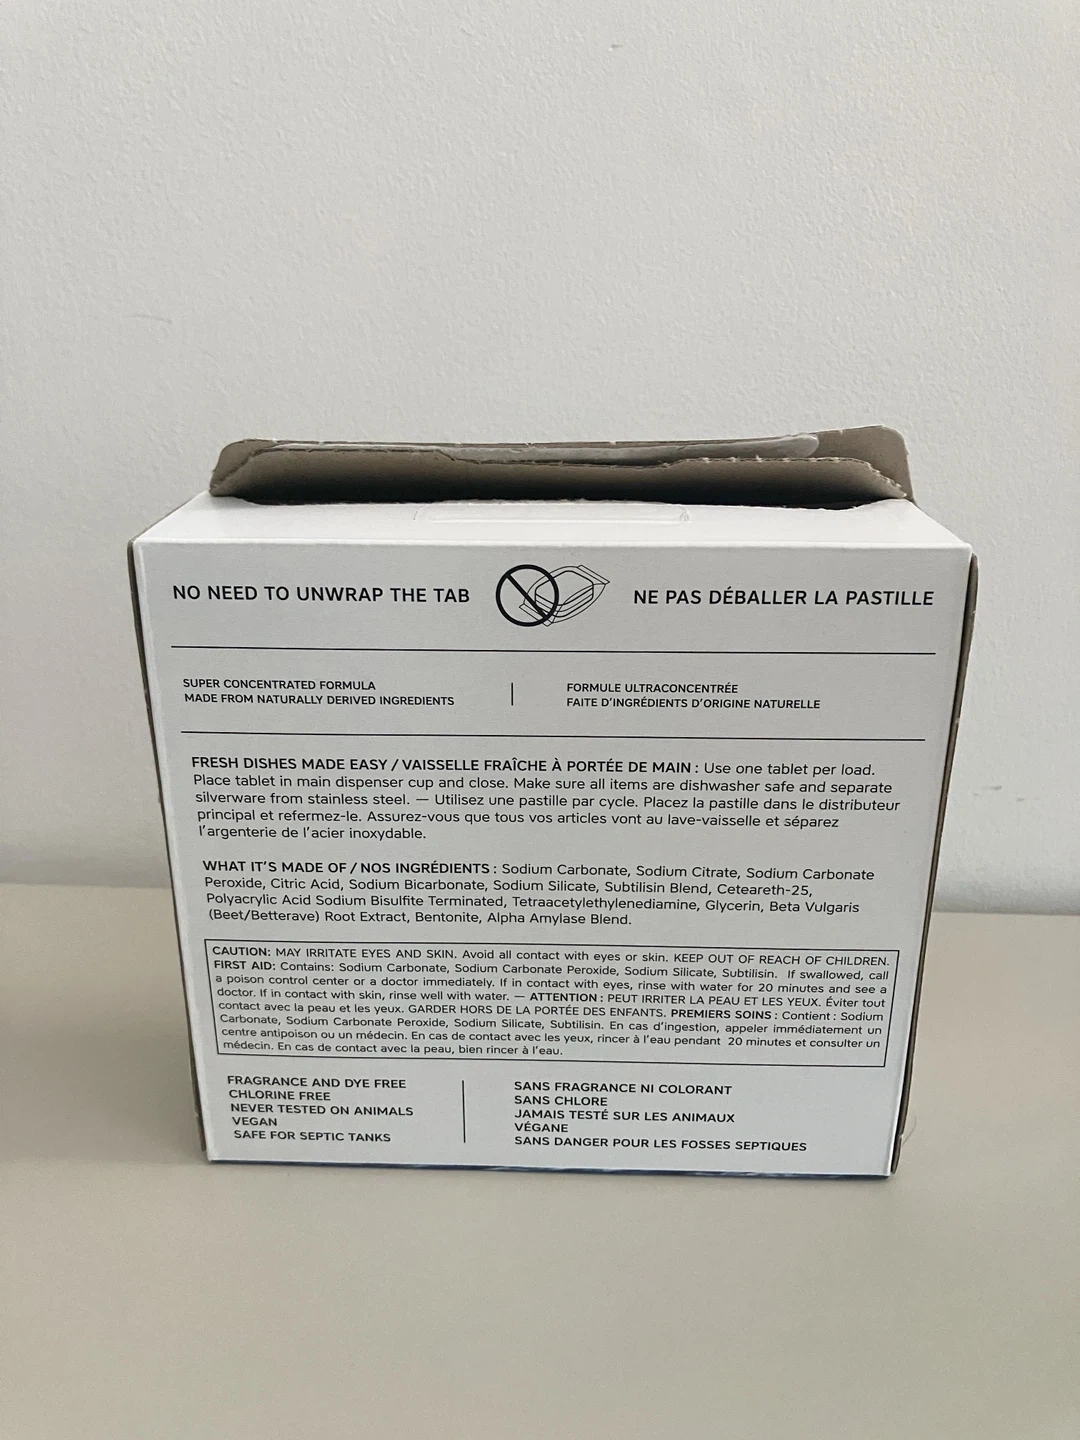 NO NEED TO UNWRAP THE TAB
NE PAS DÉBALLER LA PASTILLE
SUPER CONCENTRATED FORMULA
MADE FROM NATURALLY DERIVED INGREDIENTS
FORMULE ULTRACONCENTRÉE
FAITE D'INGRÉDIENTS D'ORIGINE NATURELLE
FRESH DISHES MADE EASY / VAISSELLE FRAÎCHE À PORTÉE DE MAIN : Use one tablet per load.
Place tablet in main dispenser cup and close. Make sure all items are dishwasher safe and separate
silverware from stainless steel. — Utilisez une pastille par cycle. Placez la pastille dans le distributeur
principal et refermez-le. Assurez-vous que tous vos articles vont au lave-vaisselle et séparez
l'argenterie de l'acier inoxydable.
WHAT IT'S MADE OF / NOS INGRÉDIENTS : Sodium Carbonate, Sodium Citrate, Sodium Carbonate
Peroxide, Citric Acid, Sodium Bicarbonate, Sodium Silicate, Subtilisin Blend, Ceteareth-25,
Polyacrylic Acid Sodium Bisulfite Terminated, Tetraacetylethylenediamine, Glycerin, Beta Vulgaris
(Beet/Betterave) Root Extract, Bentonite, Alpha Amylase Blend.
CAUTION: MAY IRRITATE EYES AND SKIN. Avoid all contact with eyes or skin. KEEP OUT OF REACH OF CHILDREN.
FIRST AID: Contains: Sodium Carbonate, Sodium Carbonate Peroxide, Sodium Silicate, Subtilisin. If swallowed, call
a poison control center or a doctor immediately. If in contact with eyes, rinse with water for 20 minutes and see a
doctor. If in contact with skin, rinse well with water. — ATTENTION : PEUT IRRITER LA PEAU ET LES YEUX. Éviter tout
contact avec la peau et les yeux. GARDER HORS DE LA PORTÉE DES ENFANTS. PREMIERS SOINS : Contient : Sodium
Carbonate, Sodium Carbonate Peroxide, Sodium Silicate, Subtilisin. En cas d'ingestion, appeler immédiatement un
centre antipoison ou un médecin. En cas de contact avec les yeux, rincer à l'eau pendant 20 minutes et consulter un
médecin. En cas de contact avec la peau, bien rincer à l'eau.
FRAGRANCE AND DYE FREE
CHLORINE FREE
NEVER TESTED ON ANIMALS
VEGAN
SAFE FOR SEPTIC TANKS
SANS FRAGRANCE NI COLORANT
SANS CHLORE
JAMAIS TESTÉ SUR LES ANIMAUX
VÉGANE
SANS DANGER POUR LES FOSSES SEPTIQUES